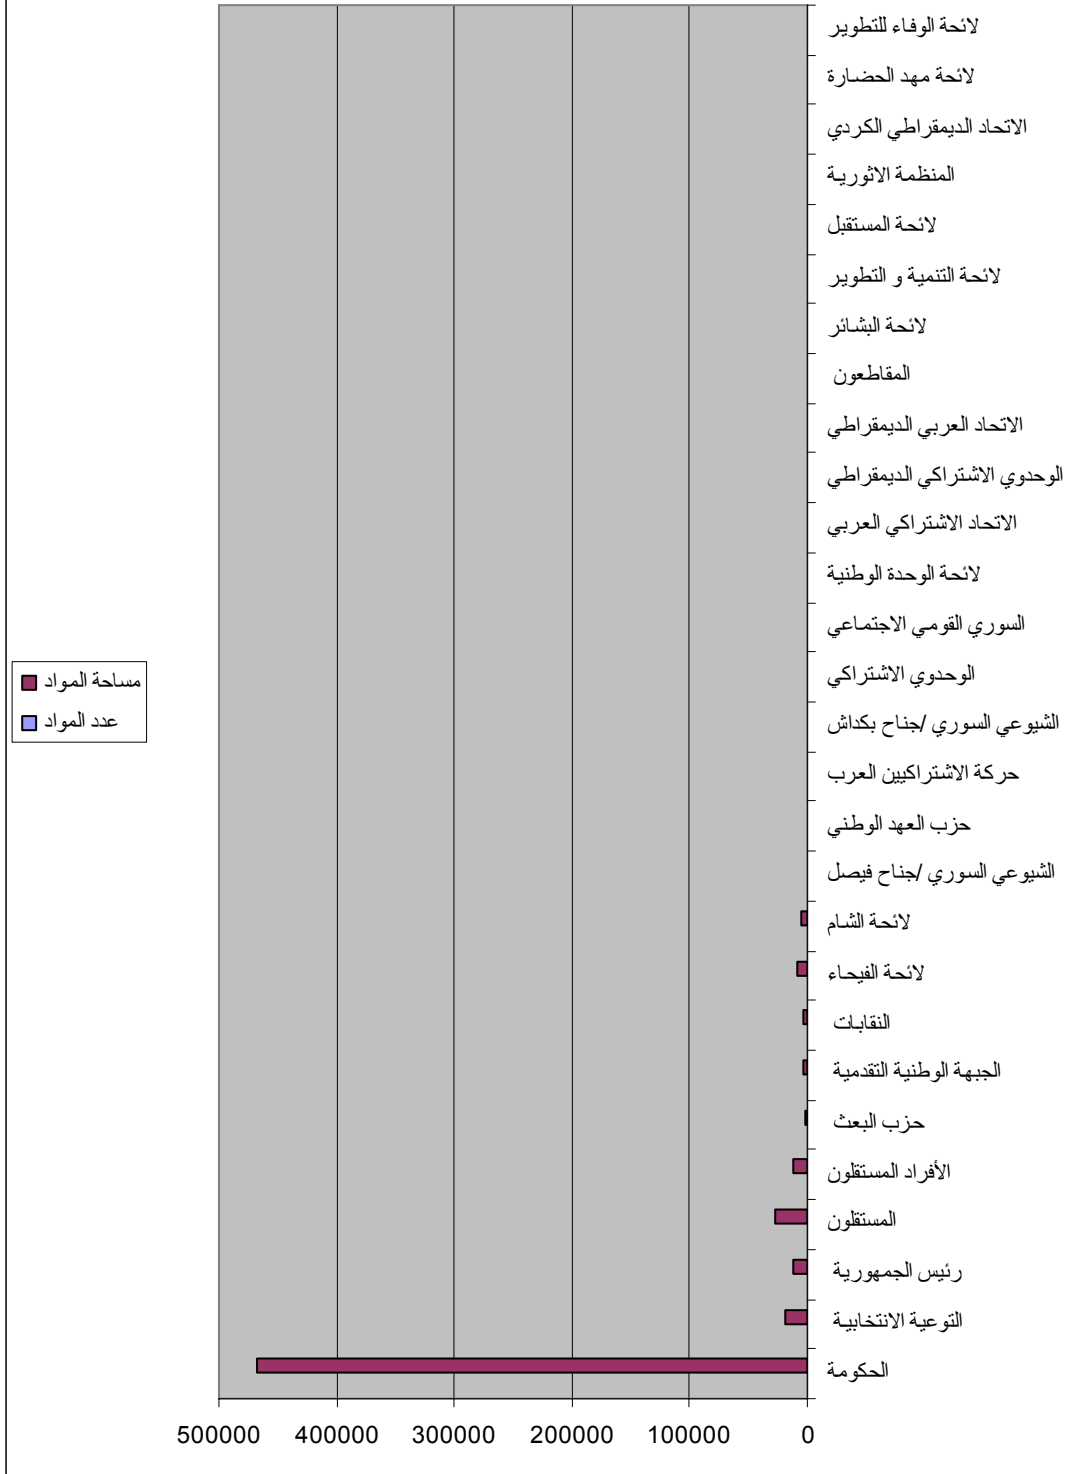 لائحة الوفاء للتطوير
لائحة مهد الحضارة
الاتحاد الديمقراطي الكردي
المنظمة الاثورية
لائحة المستقبل
لائحة التنمية و التطوير
لائحة البشائر
المقاطعون
الاتحاد العربي الديمقراطي
الوحدوي الاشتراكي الديمقراطي
الاتحاد الاشتراكي العربي
لائحة الوحدة الوطنية
السوري القومي الاجتماعي
الوحدوي الاشتراكي
الشيوعي السوري /جناح بكداش
حركة الاشتراكيين العرب
حزب العهد الوطني
الشيوعي السوري /جناح فيصل
لائحة الشام
لائحة الفيحاء
النقابات
الجبهة الوطنية التقدمية
حزب البعث
الأفراد المستقلون
المستقلون
رئيس الجمهورية
التوعية الانتخابية
الحكومة
500000 400000 300000 200000 100000 0
مساحة المواد
عدد المواد